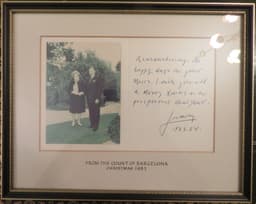 Remembering the
happy days in your
House I wish you all
a Merry Xmas and a
prosperous New Year.
Juan
FROM THE COUNT OF BARCELONA
CHRISTMAS 1983